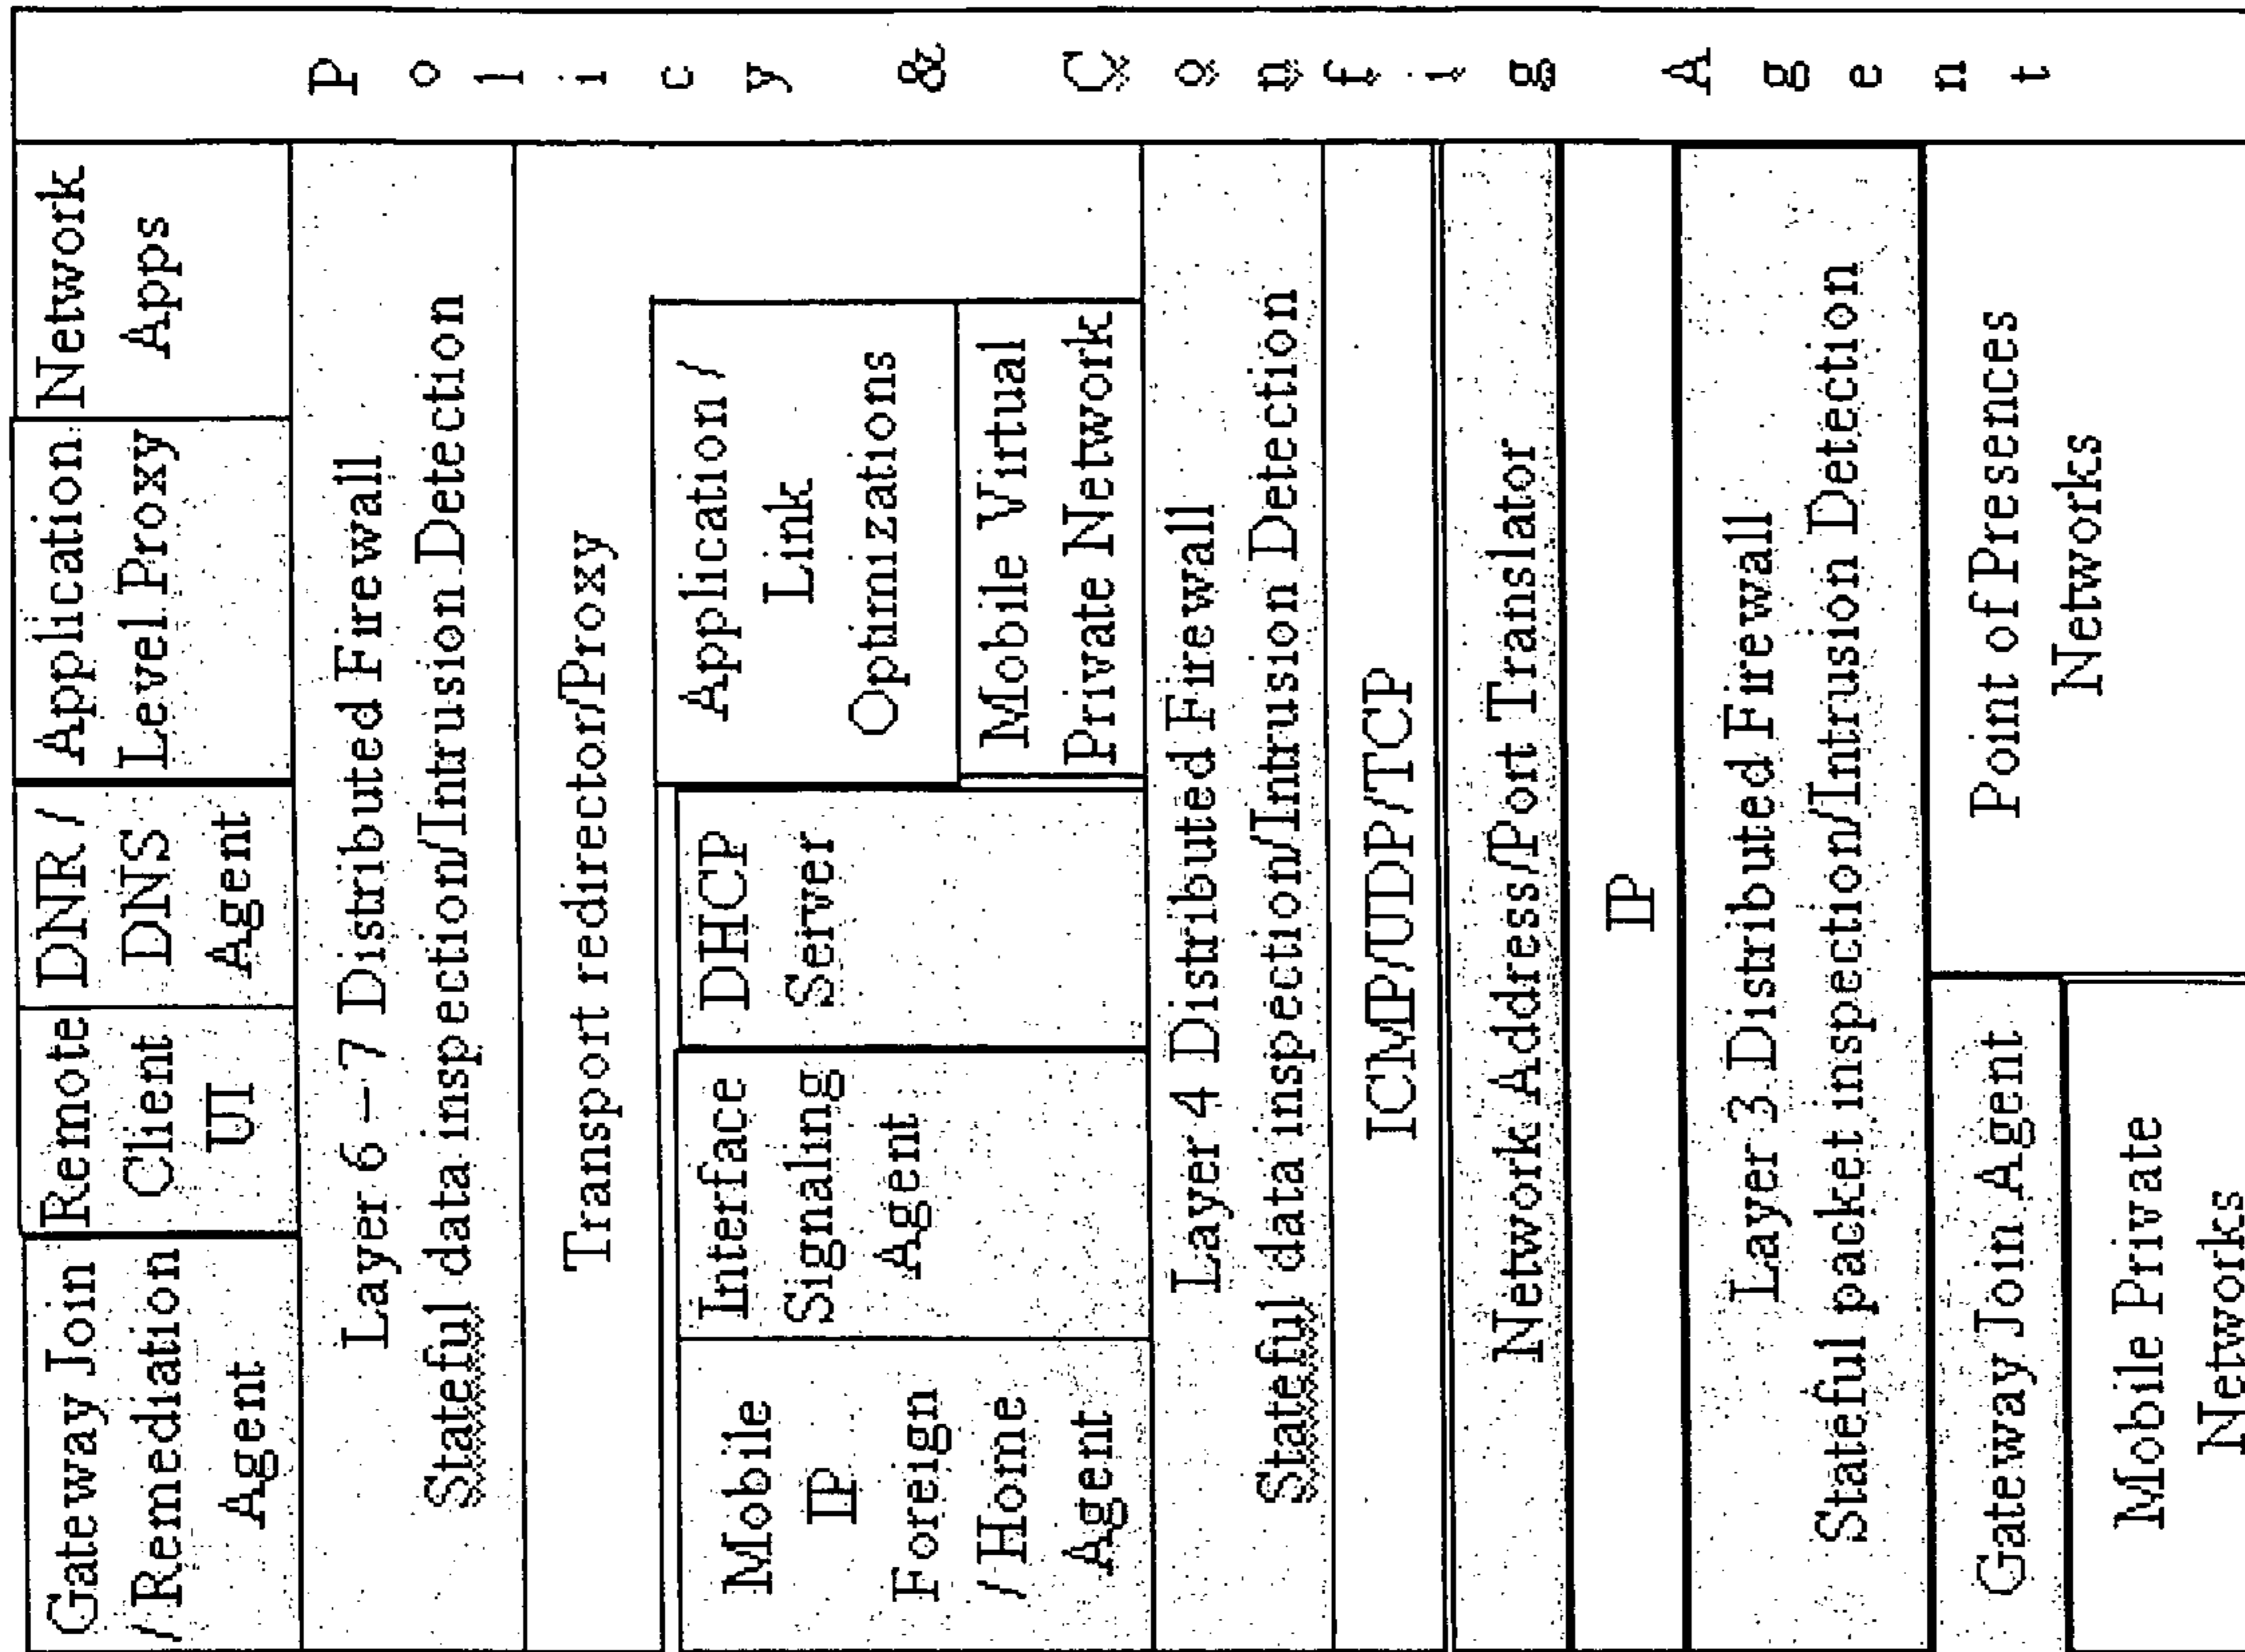 Gateway Join
/Remediation
Agent
Remote
Client
UI
DNR /
DNS
Agent
Application
Level Proxy
Network
Apps
Layer 6 – 7 Distributed Firewall
Stateful data inspection/Intrusion Detection
Transport redirector/Proxy
Mobile
IP
Foreign
/Home
Agent
Interface
Signaling
Agent
DHCP
Server
Application /
Link
Optimizations
Mobile Virtual
Private Network
Layer 4 Distributed Firewall
Stateful data inspection/Intrusion Detection
ICMP/UDP/TCP
Network Address/Port Translator
IP
Layer 3 Distributed Firewall
Stateful packet inspection/Intrusion Detection
Gateway Join Agent
Mobile Private
Networks
Point of Presences
Networks
Policy & Config Agent